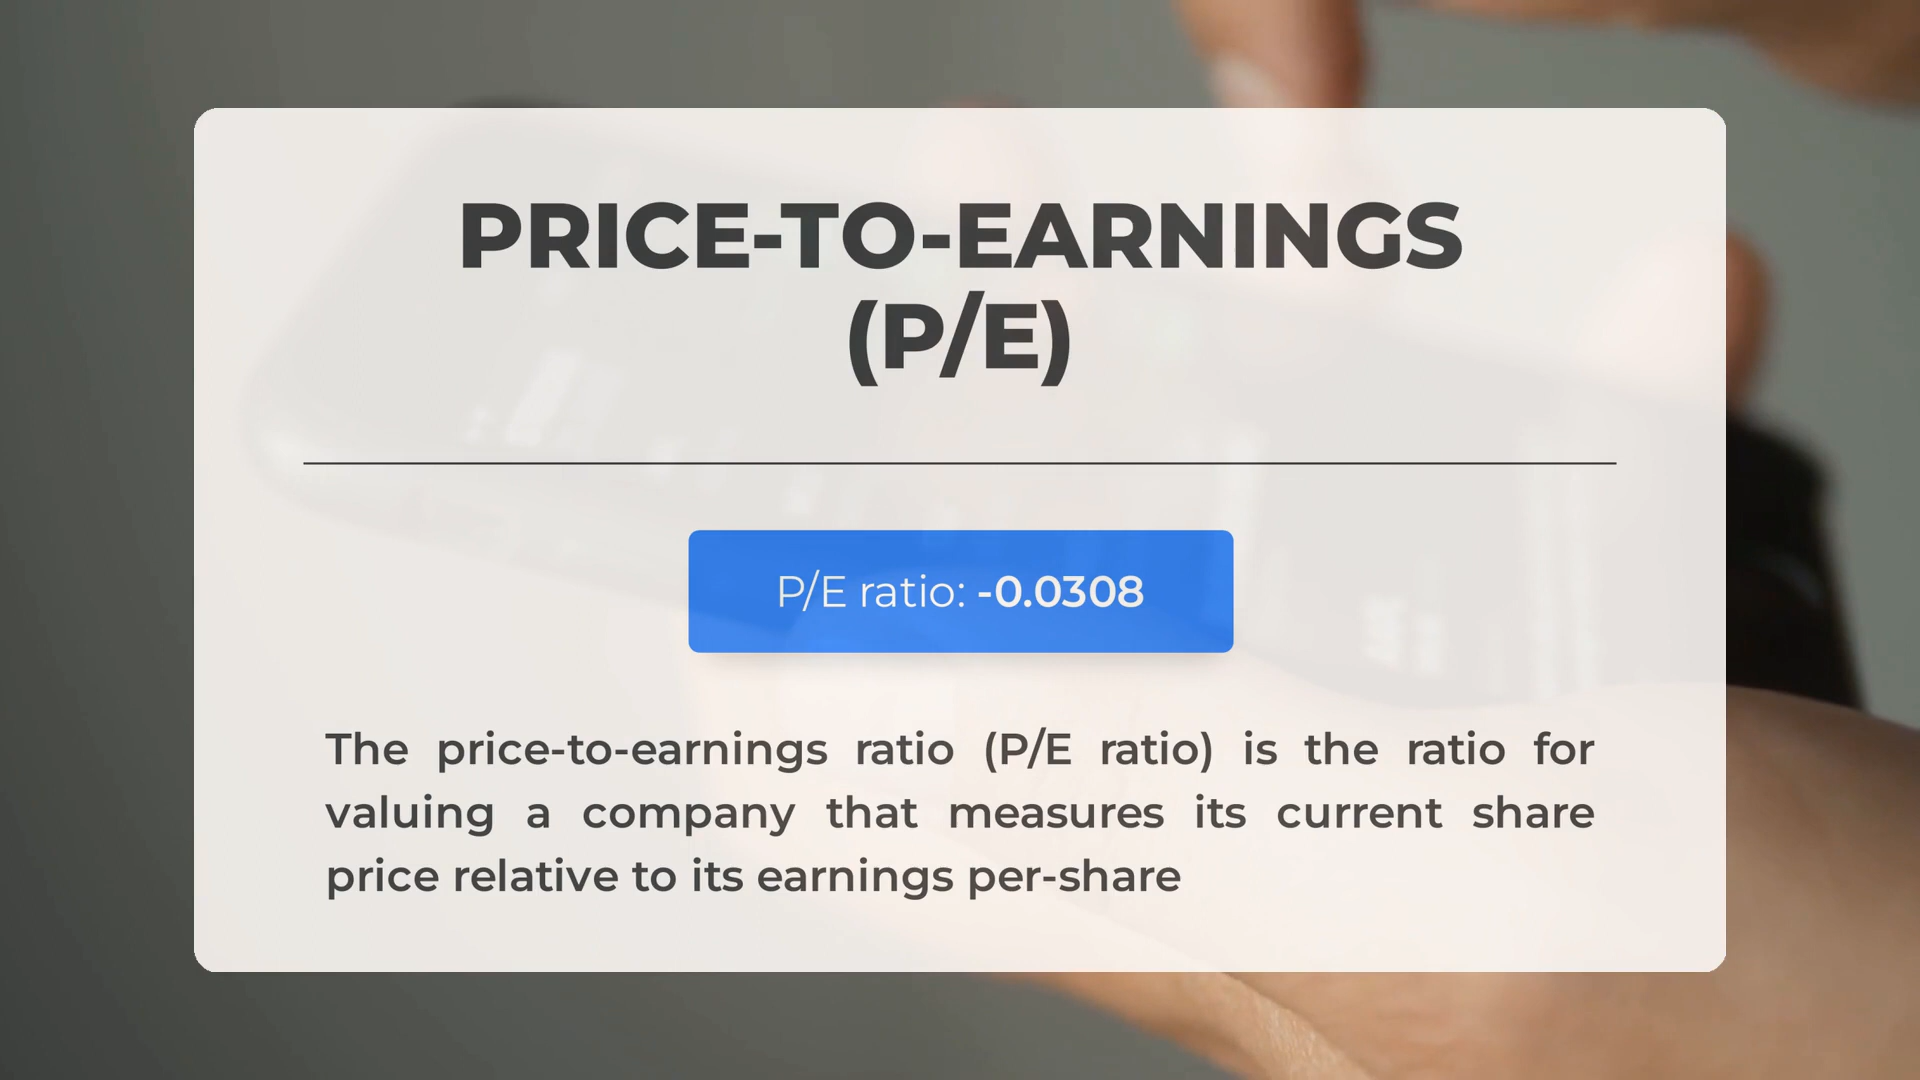 PRICE-TO-EARNINGS
(P/E)
P/E ratio: -0.0308
The price-to-earnings ratio (P/E ratio) is the ratio for
valuing a company that measures its current share
price relative to its earnings per-share